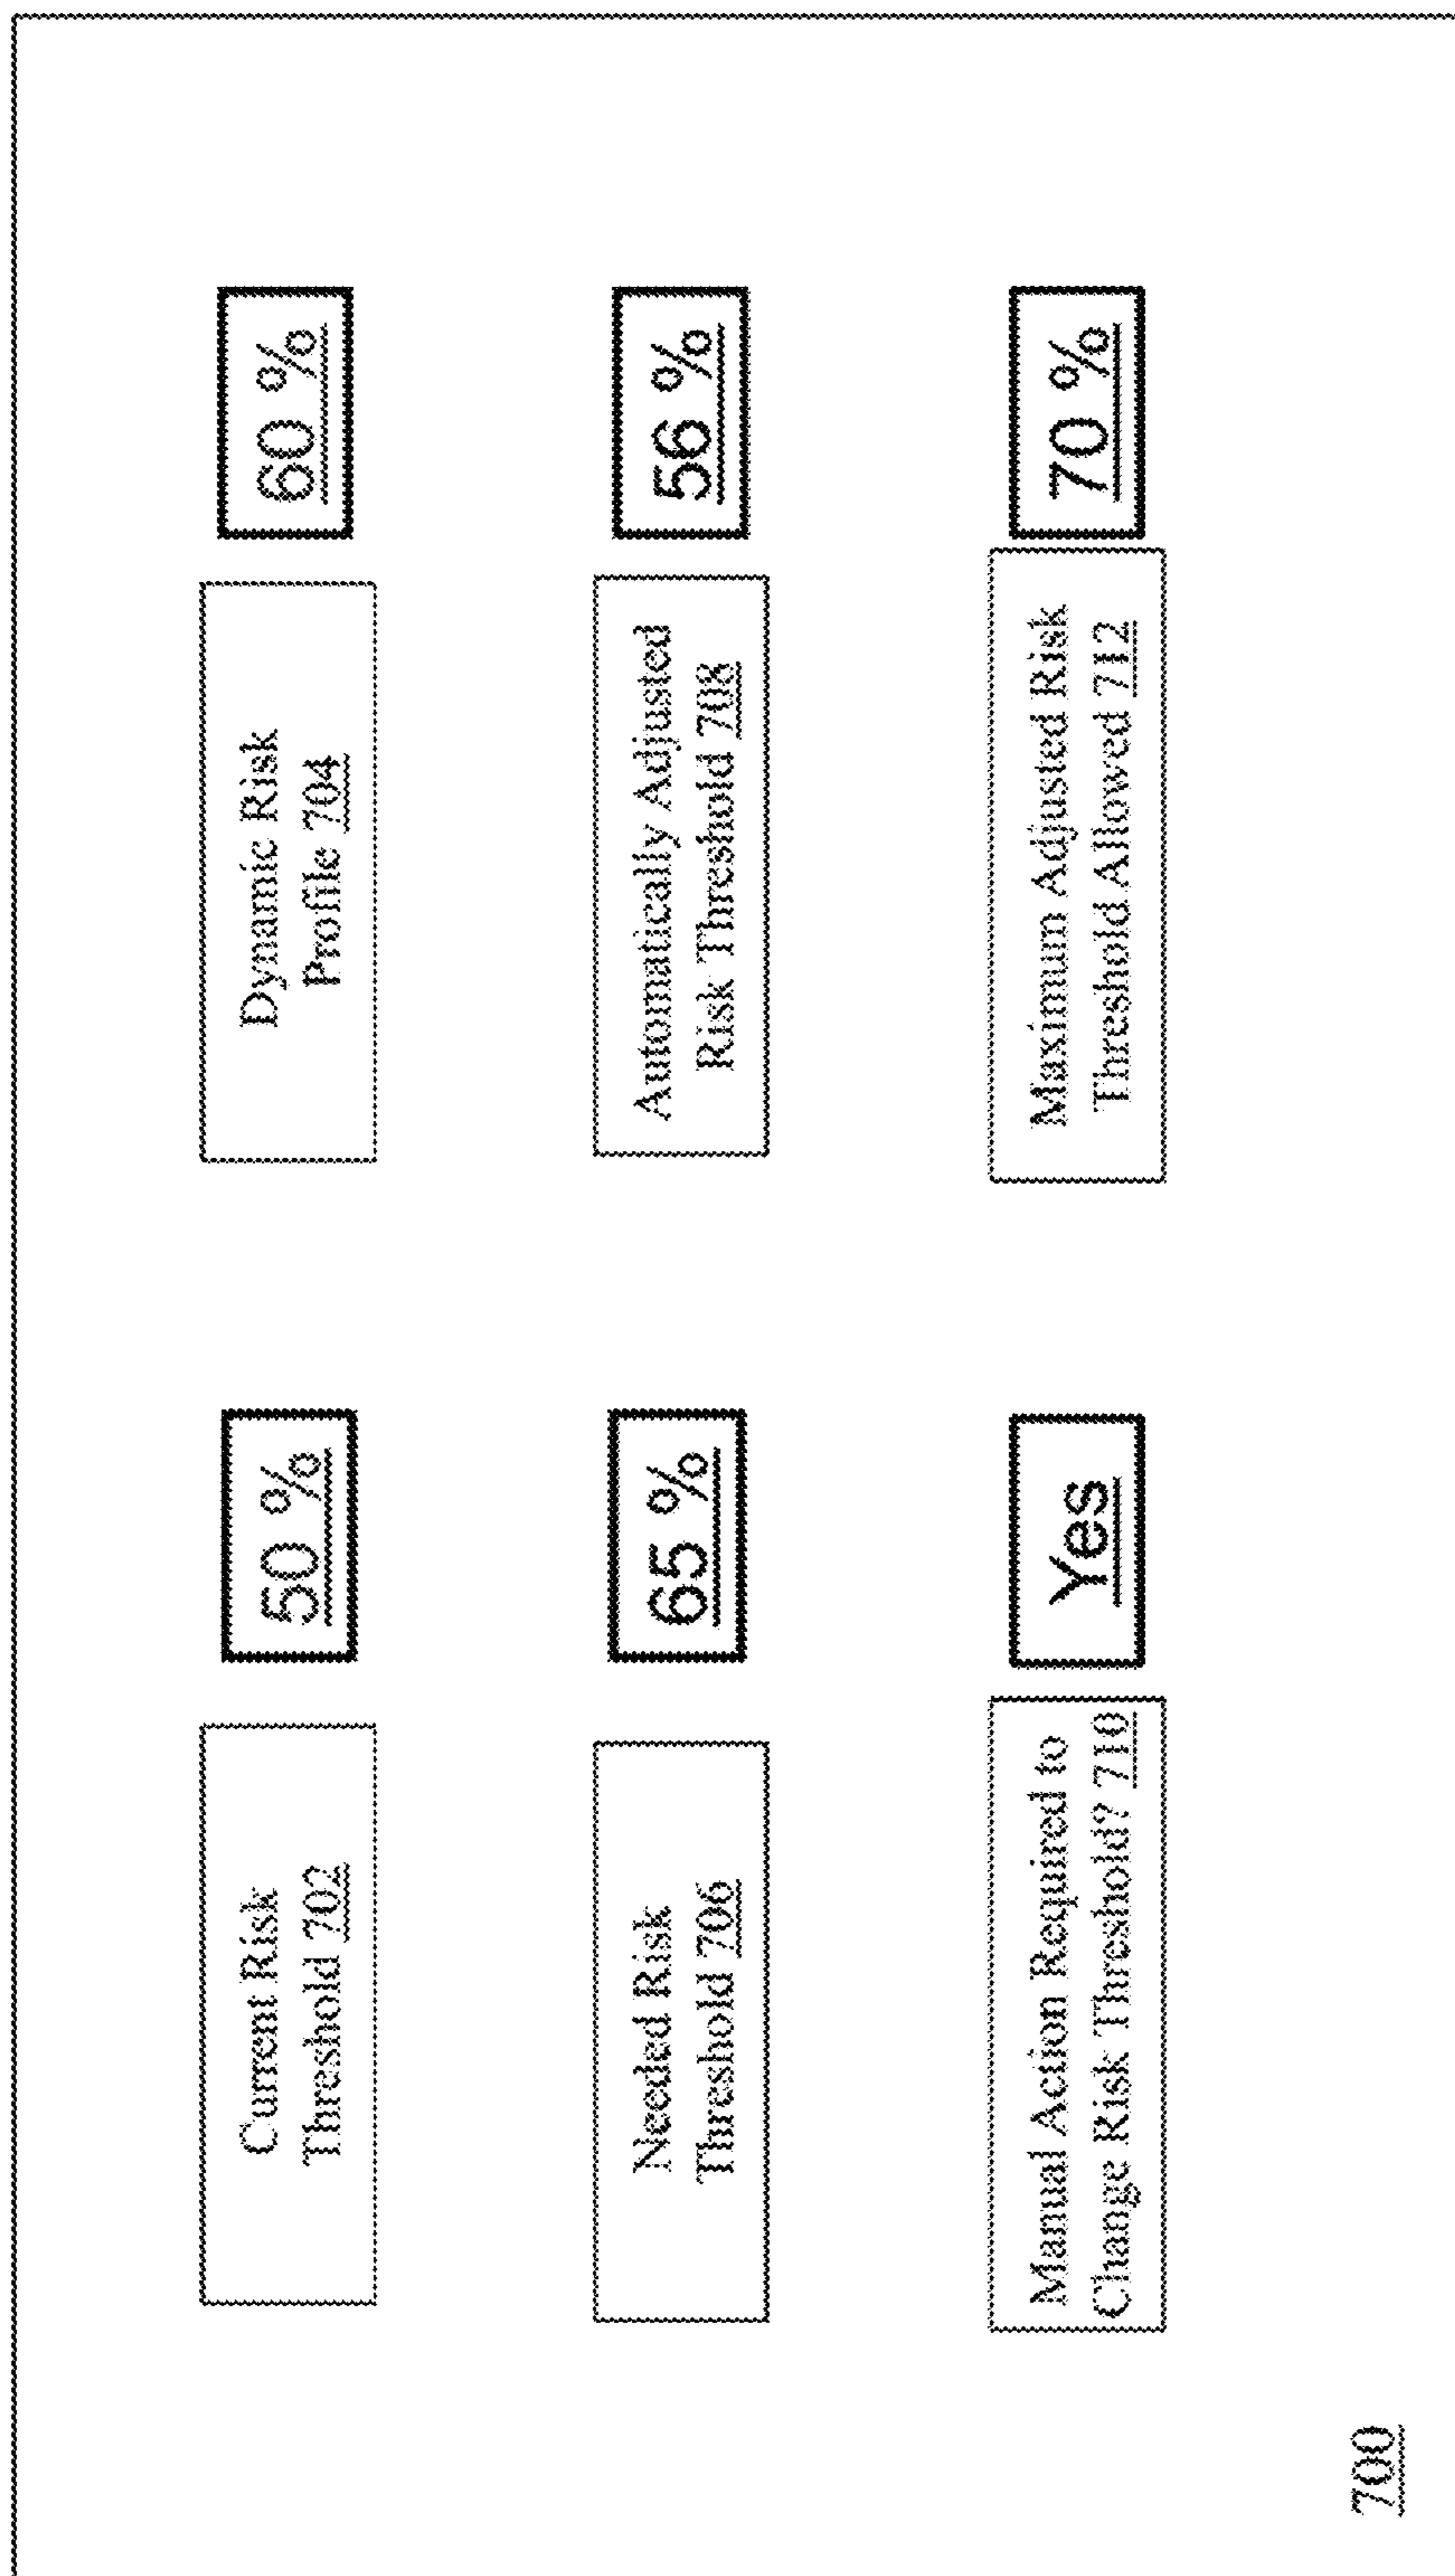 Current Risk
Threshold 702
50 %
Dynamic Risk
Profile 704
60 %
Needed Risk
Threshold 706
65 %
Automatically Adjusted
Risk Threshold 708
56 %
Manual Action Required to
Change Risk Threshold? 710
Yes
Maximum Adjusted Risk
Threshold Allowed 712
70 %
700